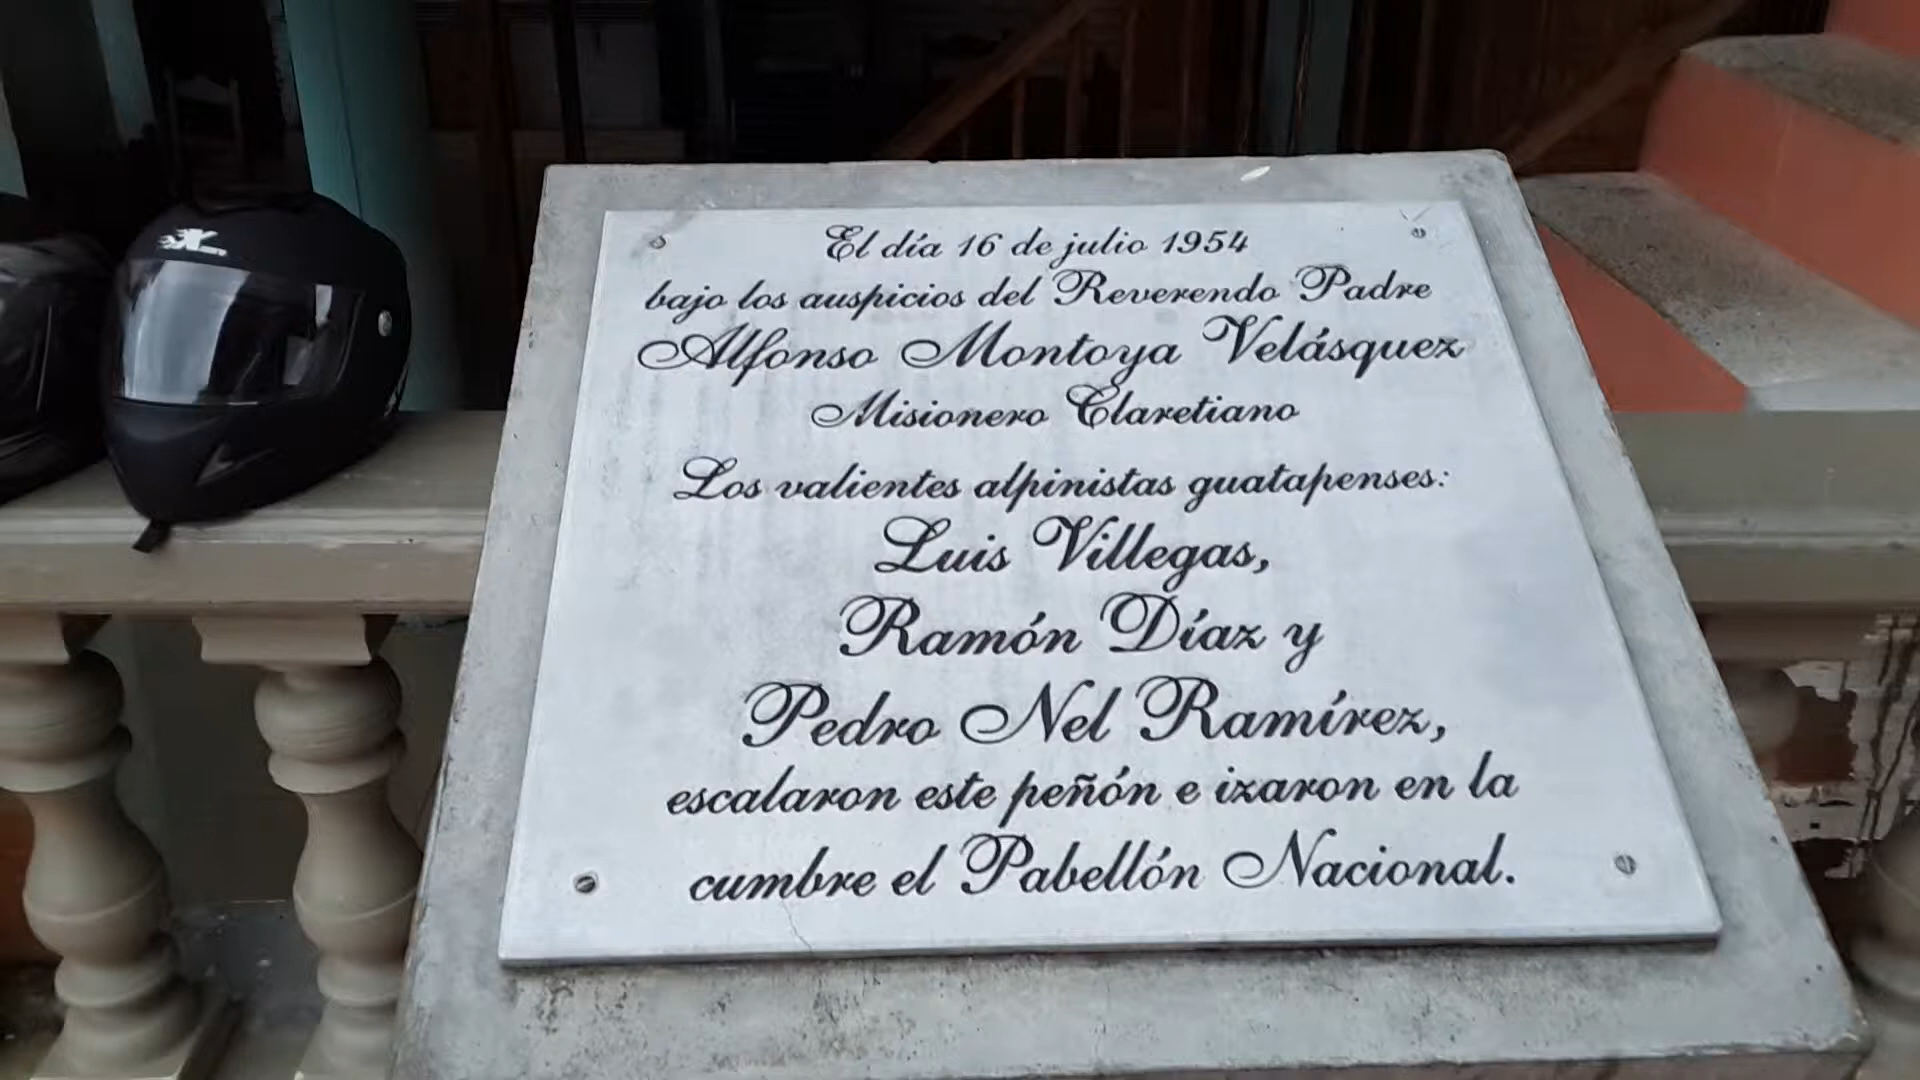 El día 16 de julio 1954
bajo los auspicios del Reverendo Padre
Alfonso Montoya Velásquez
Misionero Claretiano
Los valientes alpinistas guatapenses:
Luis Villegas,
Ramón Díaz y
Pedro Nel Ramírez,
escalaron este peñón e izaron en la
cumbre el Pabellón Nacional.